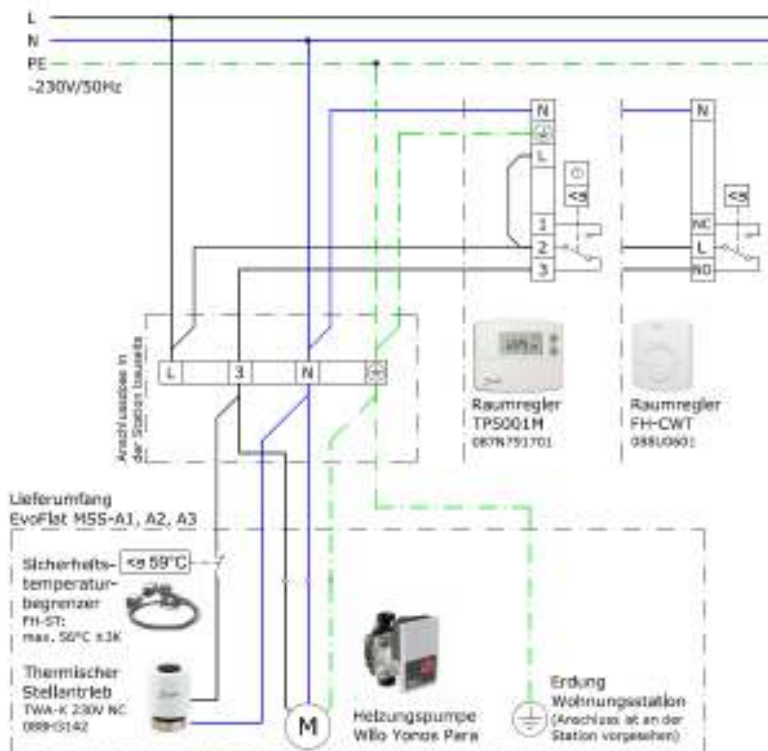 L
N
PE
~230V/50Hz
N
L
1
2
3
<ϑ
N
NC
L
NO
<ϑ
Anschlussbox in
der Station bauseits
L
3
N
Raumregler
TP5001M
087N791701
Raumregler
FH-CWT
088U0601
Lieferumfang
EvoFlat MSS-A1, A2, A3
Sicherheits-
temperatur-
begrenzer
FH-ST:
max. 56°C ±3K
<ϑ 59°C
Thermischer
Stellantrieb
TWA-K 230V NC
088H3142
M
Heizungspumpe
Wilo Yonos Para
Erdung
Wohnungsstation
(Anschluss ist an der
Station vorgesehen)